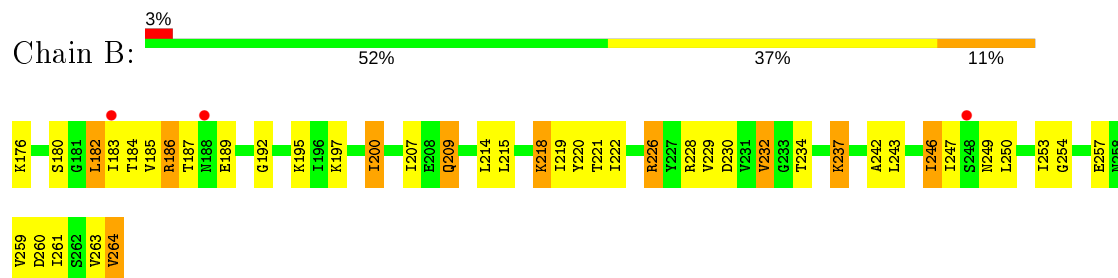 3%
Chain B:
52% 37% 11%
K176 S180 G181 L182 I183 T184 V185 R186 T187 N188 E189 G192 K195 I196 K197 I200 I207 E208 Q209 L214 L215 K218 I219 Y220 T221 I222 R226 Y227 R228 V229 D230 V231 V232 G233 T234 K237 A242 L243 I246 I247 S248 N249 L250 I253 G254 E257 N258
V259 D260 I261 S262 V263 V264